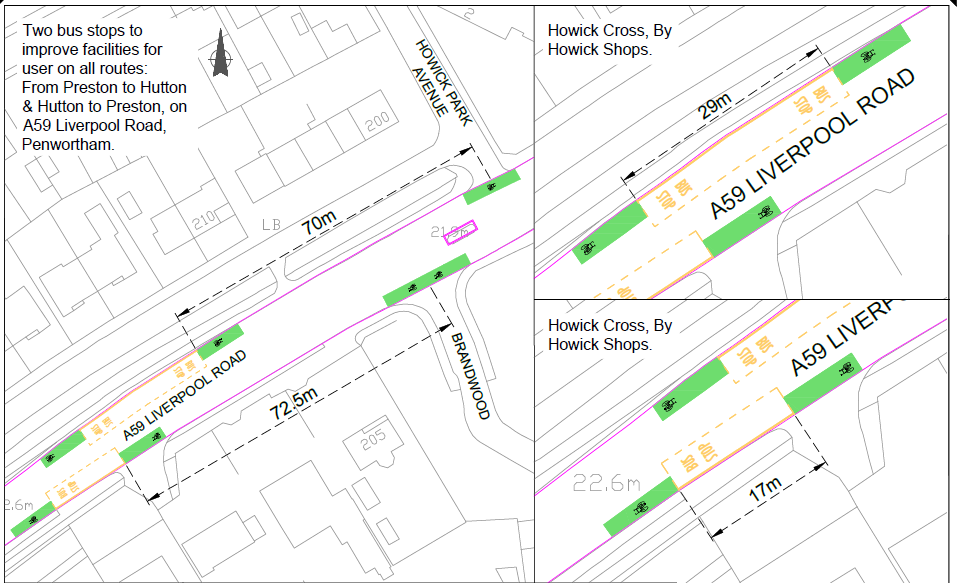 Two bus stops to
improve facilities for
user on all routes:
From Preston to Hutton
& Hutton to Preston, on
A59 Liverpool Road,
Penwortham.
HOWICK PARK
AVENUE
200
210
LB
70m
A59 LIVERPOOL ROAD
72.5m
BRANDWOOD
205
2.6m
Howick Cross, By
Howick Shops.
29m
BUS STOP
BUS STOP
A59 LIVERPOOL ROAD
Howick Cross, By
Howick Shops.
BUS STOP
A59 LIVERP
BUS STOP
22.6m
17m